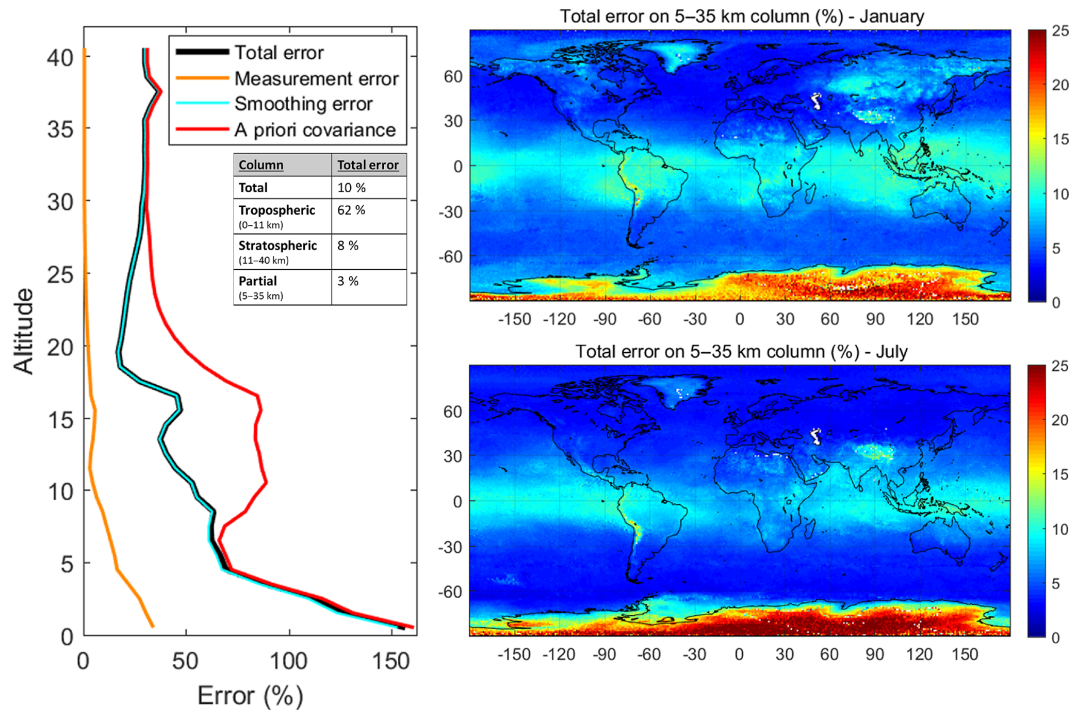 40
35
30
25
20
15
10
5
0
Altitude
0
50
100
150
Error (%)
Total error
Measurement error
Smoothing error
A priori covariance
Column Total error
Total 10 %
Tropospheric 62 %
(0–11 km)
Stratospheric 8 %
(11–40 km)
Partial 3 %
(5–35 km)
Total error on 5–35 km column (%) - January
60
30
0
-30
-60
-150 -120 -90 -60 -30 0 30 60 90 120 150
25
20
15
10
5
0
Total error on 5–35 km column (%) - July
60
30
0
-30
-60
-150 -120 -90 -60 -30 0 30 60 90 120 150
25
20
15
10
5
0